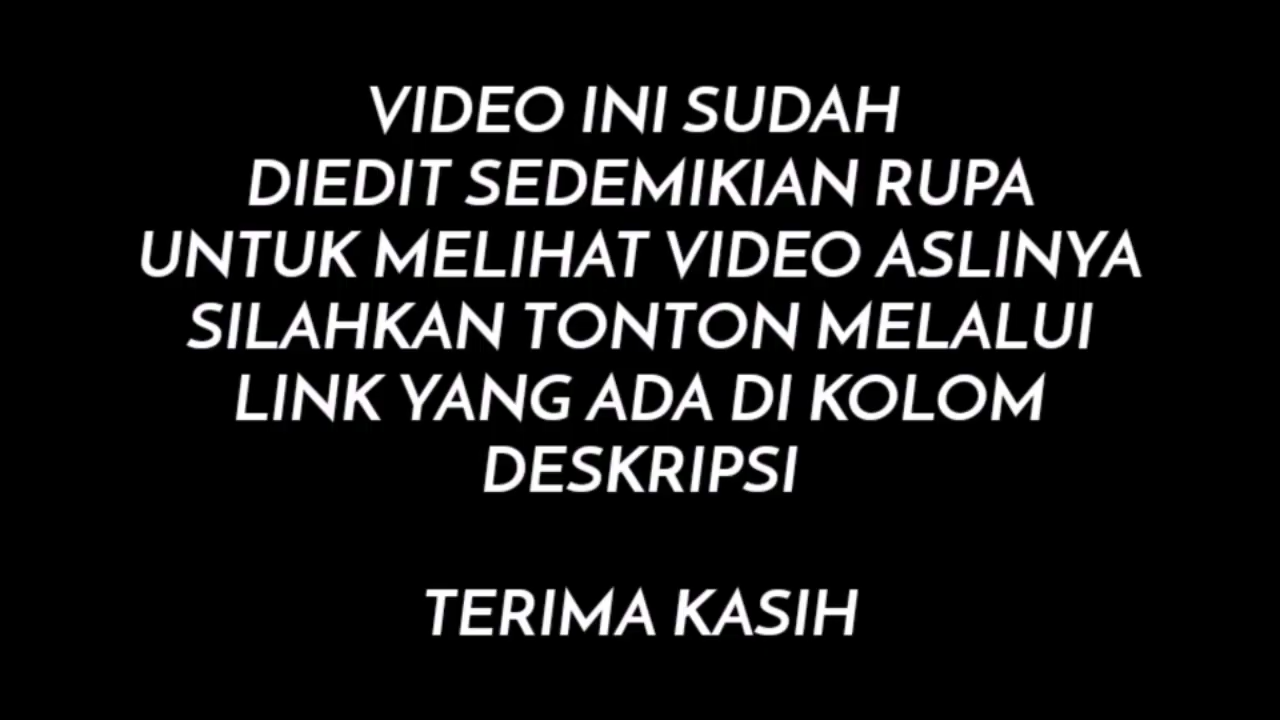 VIDEO INI SUDAH
DIEDIT SEDEMIKIAN RUPA
UNTUK MELIHAT VIDEO ASLINYA
SILAHKAN TONTON MELALUI
LINK YANG ADA DI KOLOM
DESKRIPSI
TERIMA KASIH